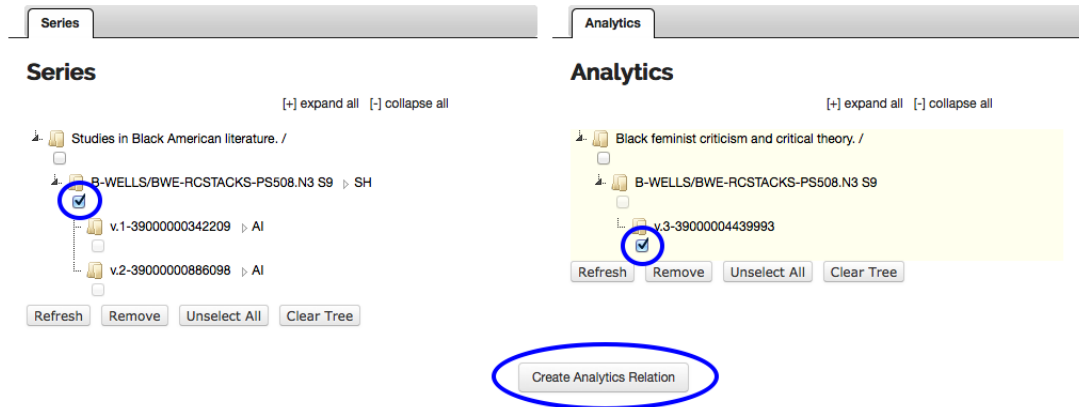 Series
Series
[+] expand all [-] collapse all
Studies in Black American literature. /
B-WELLS/BWE-RCSTACKS-PS508.N3 S9 ▷ SH
v.1-39000000342209 ▷ AI
v.2-39000000886098 ▷ AI
Refresh Remove Unselect All Clear Tree
Analytics
Analytics
[+] expand all [-] collapse all
Black feminist criticism and critical theory. /
B-WELLS/BWE-RCSTACKS-PS508.N3 S9
v.3-39000004439993
Refresh Remove Unselect All Clear Tree
Create Analytics Relation